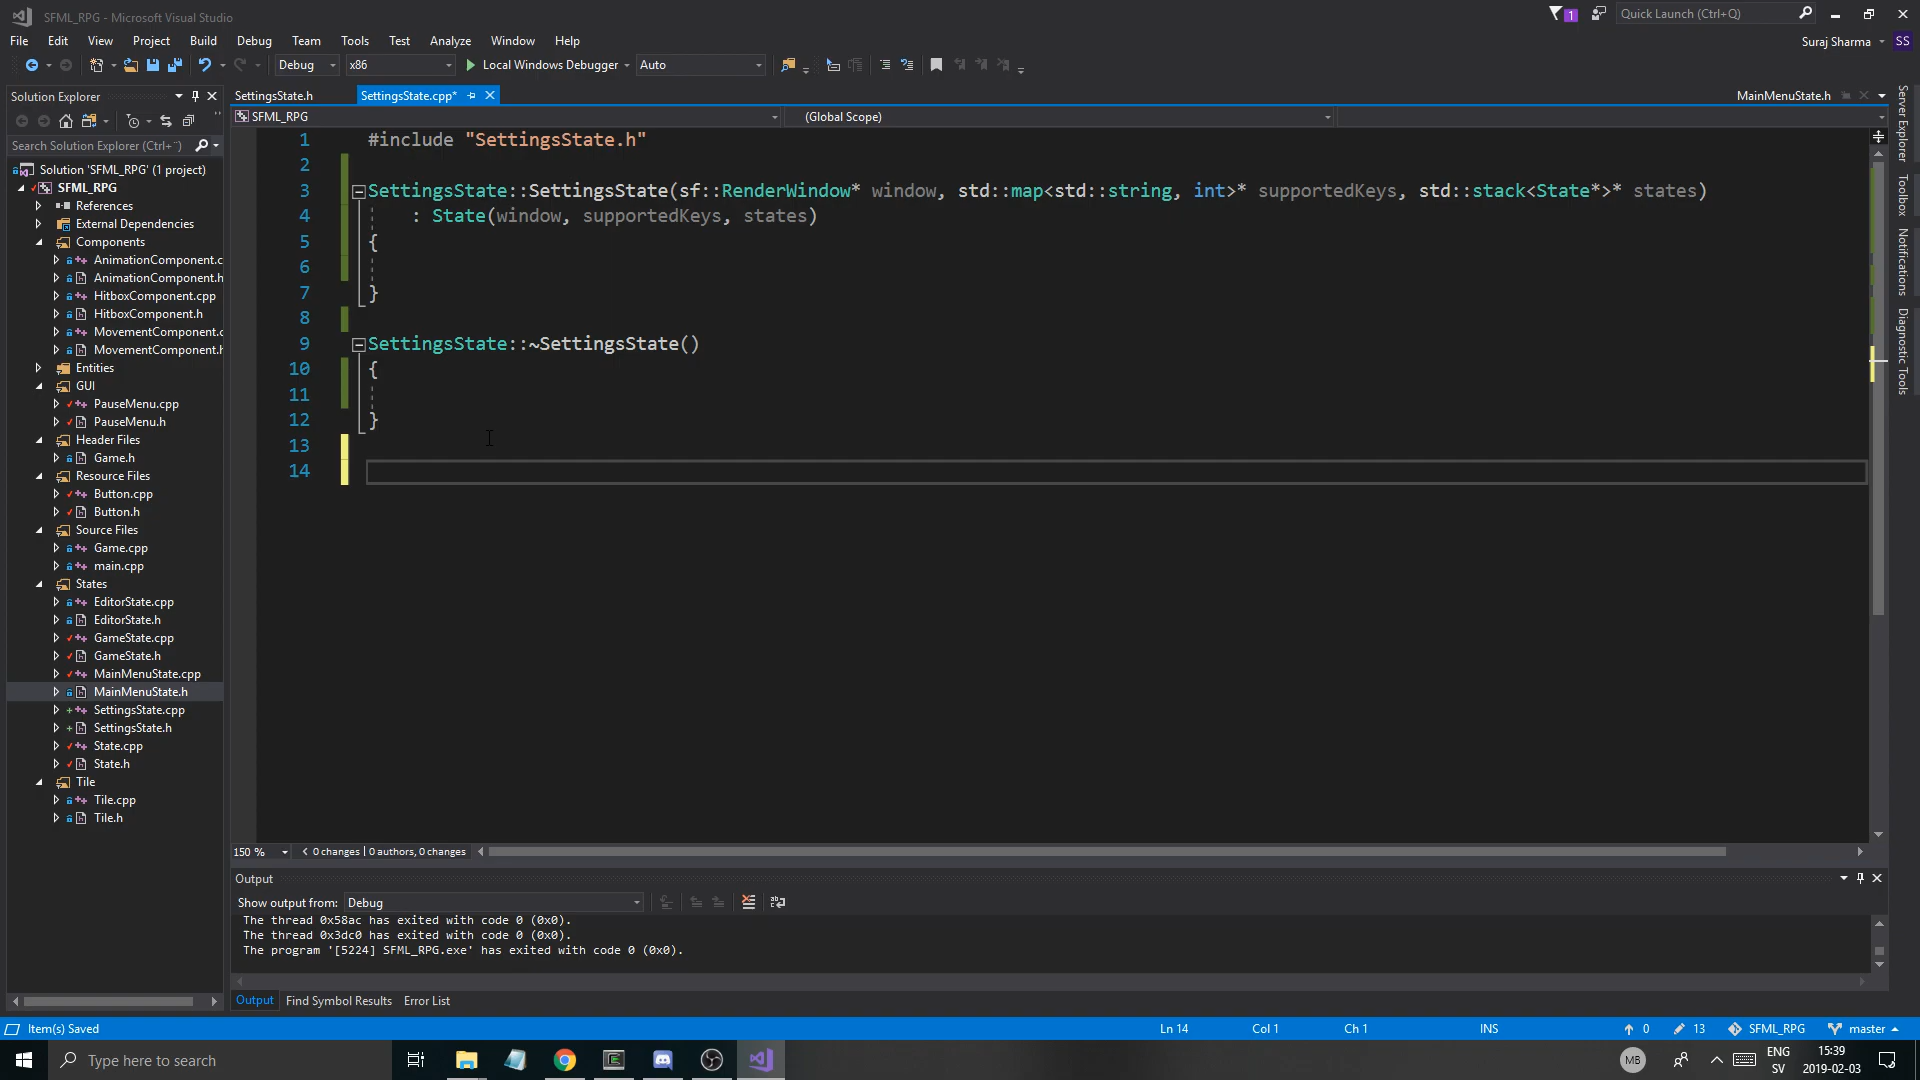 SFML_RPG - Microsoft Visual Studio
1
Quick Launch (Ctrl+Q)
File Edit View Project Build Debug Team Tools Test Analyze Window Help
Suraj Sharma SS
Debug x86 Local Windows Debugger Auto
Solution Explorer
SettingsState.h SettingsState.cpp* MainMenuState.h
SFML_RPG (Global Scope)
Search Solution Explorer (Ctrl+
Solution 'SFML_RPG' (1 project)
SFML_RPG
References
External Dependencies
Components
AnimationComponent.c
AnimationComponent.h
HitboxComponent.cpp
HitboxComponent.h
MovementComponent.c
MovementComponent.h
Entities
GUI
PauseMenu.cpp
PauseMenu.h
Header Files
Game.h
Resource Files
Button.cpp
Button.h
Source Files
Game.cpp
main.cpp
States
EditorState.cpp
EditorState.h
GameState.cpp
GameState.h
MainMenuState.cpp
MainMenuState.h
SettingsState.cpp
SettingsState.h
State.cpp
State.h
Tile
Tile.cpp
Tile.h
1 #include "SettingsState.h"
2
3 SettingsState::SettingsState(sf::RenderWindow* window, std::map<std::string, int>* supportedKeys, std::stack<State*>* states)
4 : State(window, supportedKeys, states)
5 {
6
7 }
8
9 SettingsState::~SettingsState()
10 {
11
12 }
13
14
Server Explorer
Toolbox
Notifications
Diagnostic Tools
150 % 0 changes | 0 authors, 0 changes
Output
Show output from: Debug
The thread 0x58ac has exited with code 0 (0x0).
The thread 0x3dc0 has exited with code 0 (0x0).
The program '[5224] SFML_RPG.exe' has exited with code 0 (0x0).
Output Find Symbol Results Error List
Item(s) Saved Ln 14 Col 1 Ch 1 INS 0 13 SFML_RPG master
Type here to search
MB
ENG
SV
15:39
2019-02-03